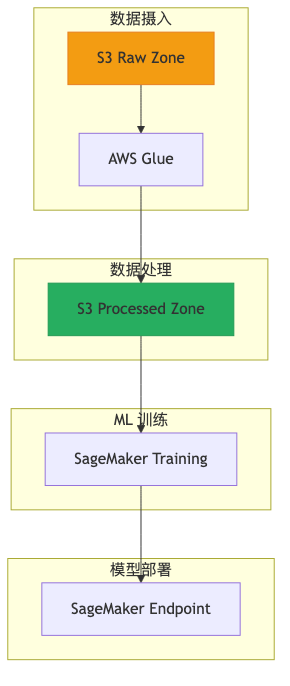 数据摄入
S3 Raw Zone
AWS Glue
数据处理
S3 Processed Zone
ML 训练
SageMaker Training
模型部署
SageMaker Endpoint